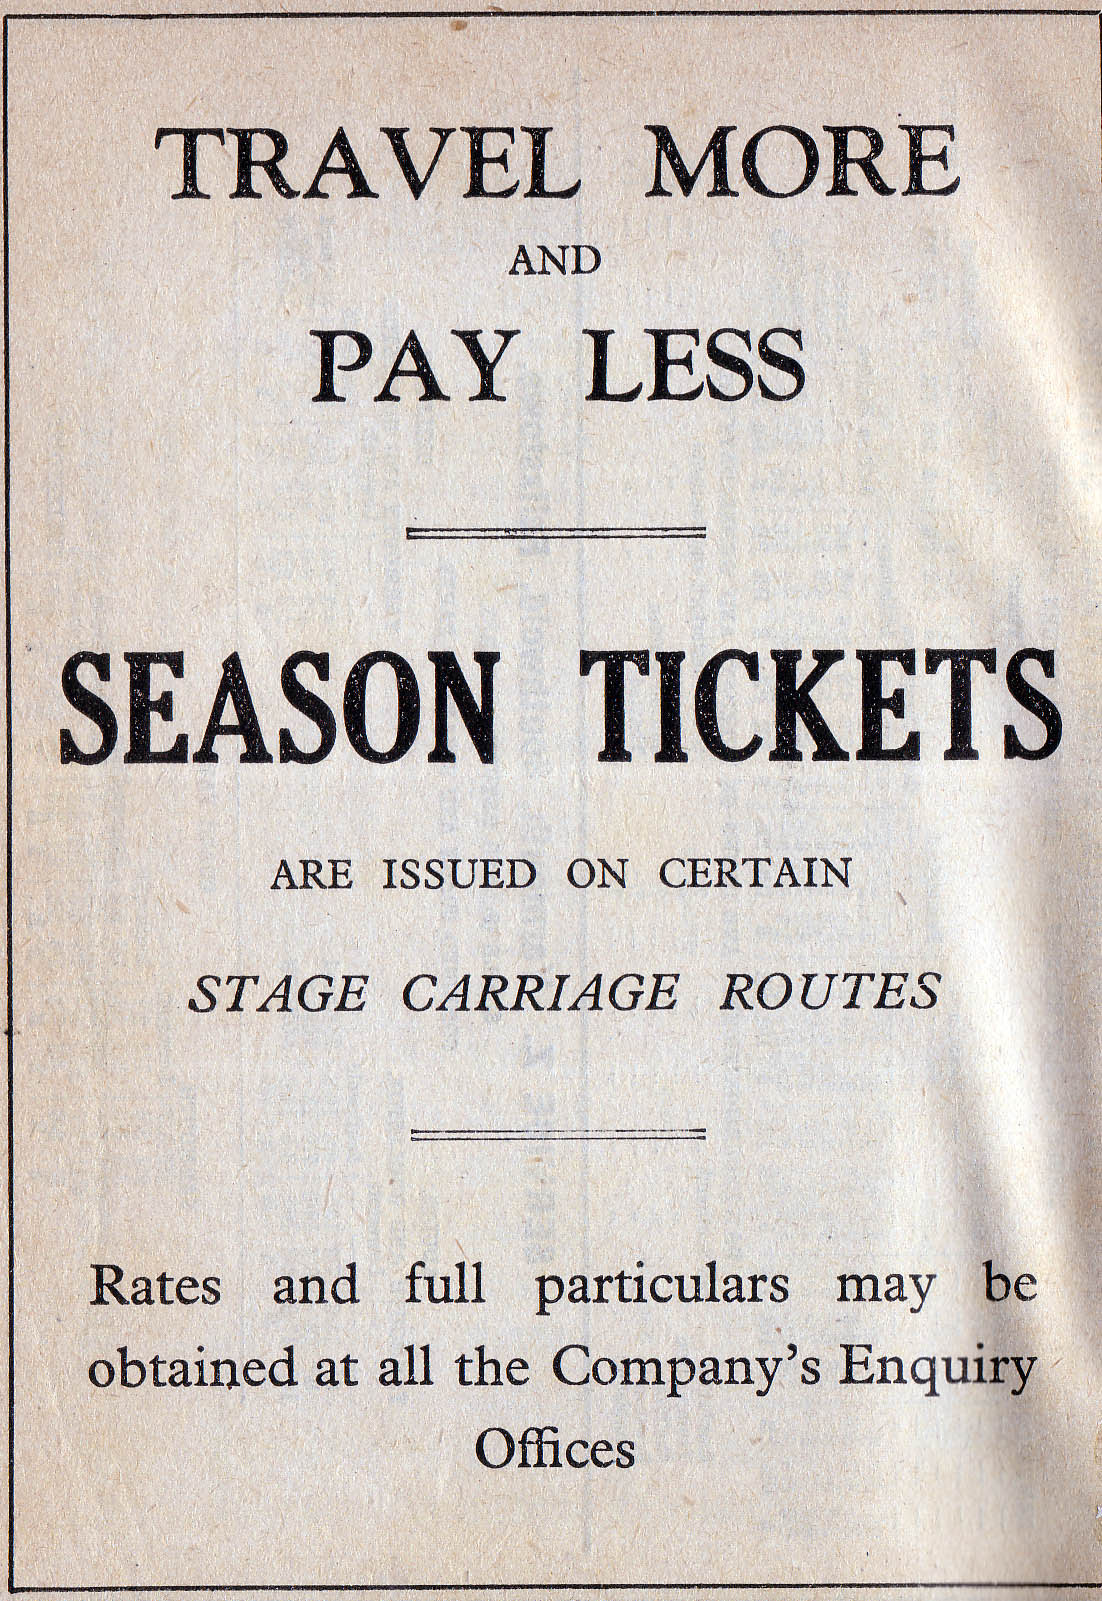 TRAVEL MORE
AND
PAY LESS
SEASON TICKETS
ARE ISSUED ON CERTAIN
STAGE CARRIAGE ROUTES
Rates and full particulars may be
obtained at all the Company's Enquiry
Offices